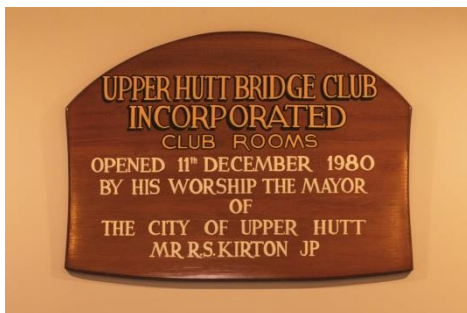 UPPER HUTT BRIDGE CLUB
INCORPORATED
CLUB ROOMS
OPENED 11th DECEMBER 1980
BY HIS WORSHIP THE MAYOR
OF
THE CITY OF UPPER HUTT
MR R.S. KIRTON JP